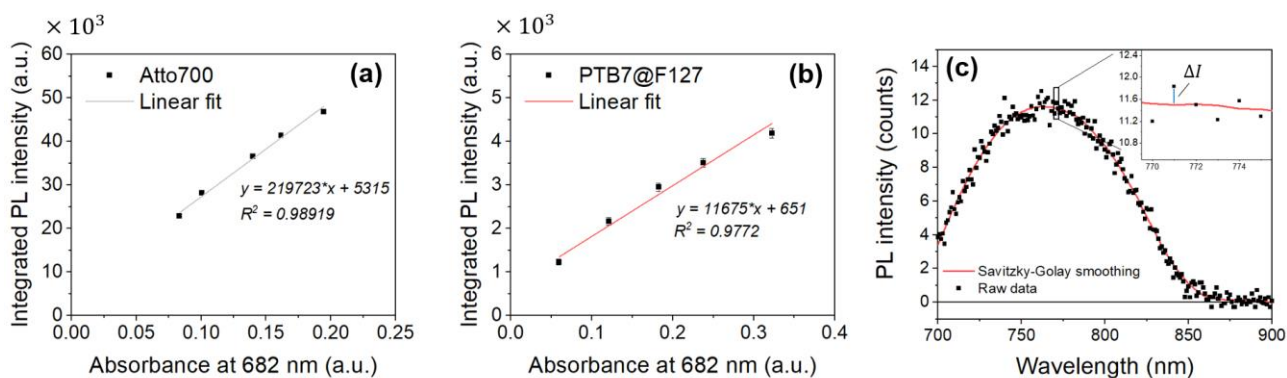 × 10³
Integrated PL intensity (a.u.)
60
50
40
30
20
10
0
Atto700
Linear fit
(a)
y = 219723*x + 5315
R² = 0.98919
0.00 0.05 0.10 0.15 0.20 0.25
Absorbance at 682 nm (a.u.)
× 10³
Integrated PL intensity (a.u.)
6
5
4
3
2
1
0
PTB7@F127
Linear fit
(b)
y = 11675*x + 651
R² = 0.9772
0.0 0.1 0.2 0.3 0.4
Absorbance at 682 nm (a.u.)
PL intensity (counts)
14
12
10
8
6
4
2
0
(c)
12.4
12.0
11.6
11.2
10.8
ΔI
770 772 774
Savitzky-Golay smoothing
Raw data
700 750 800 850 900
Wavelength (nm)